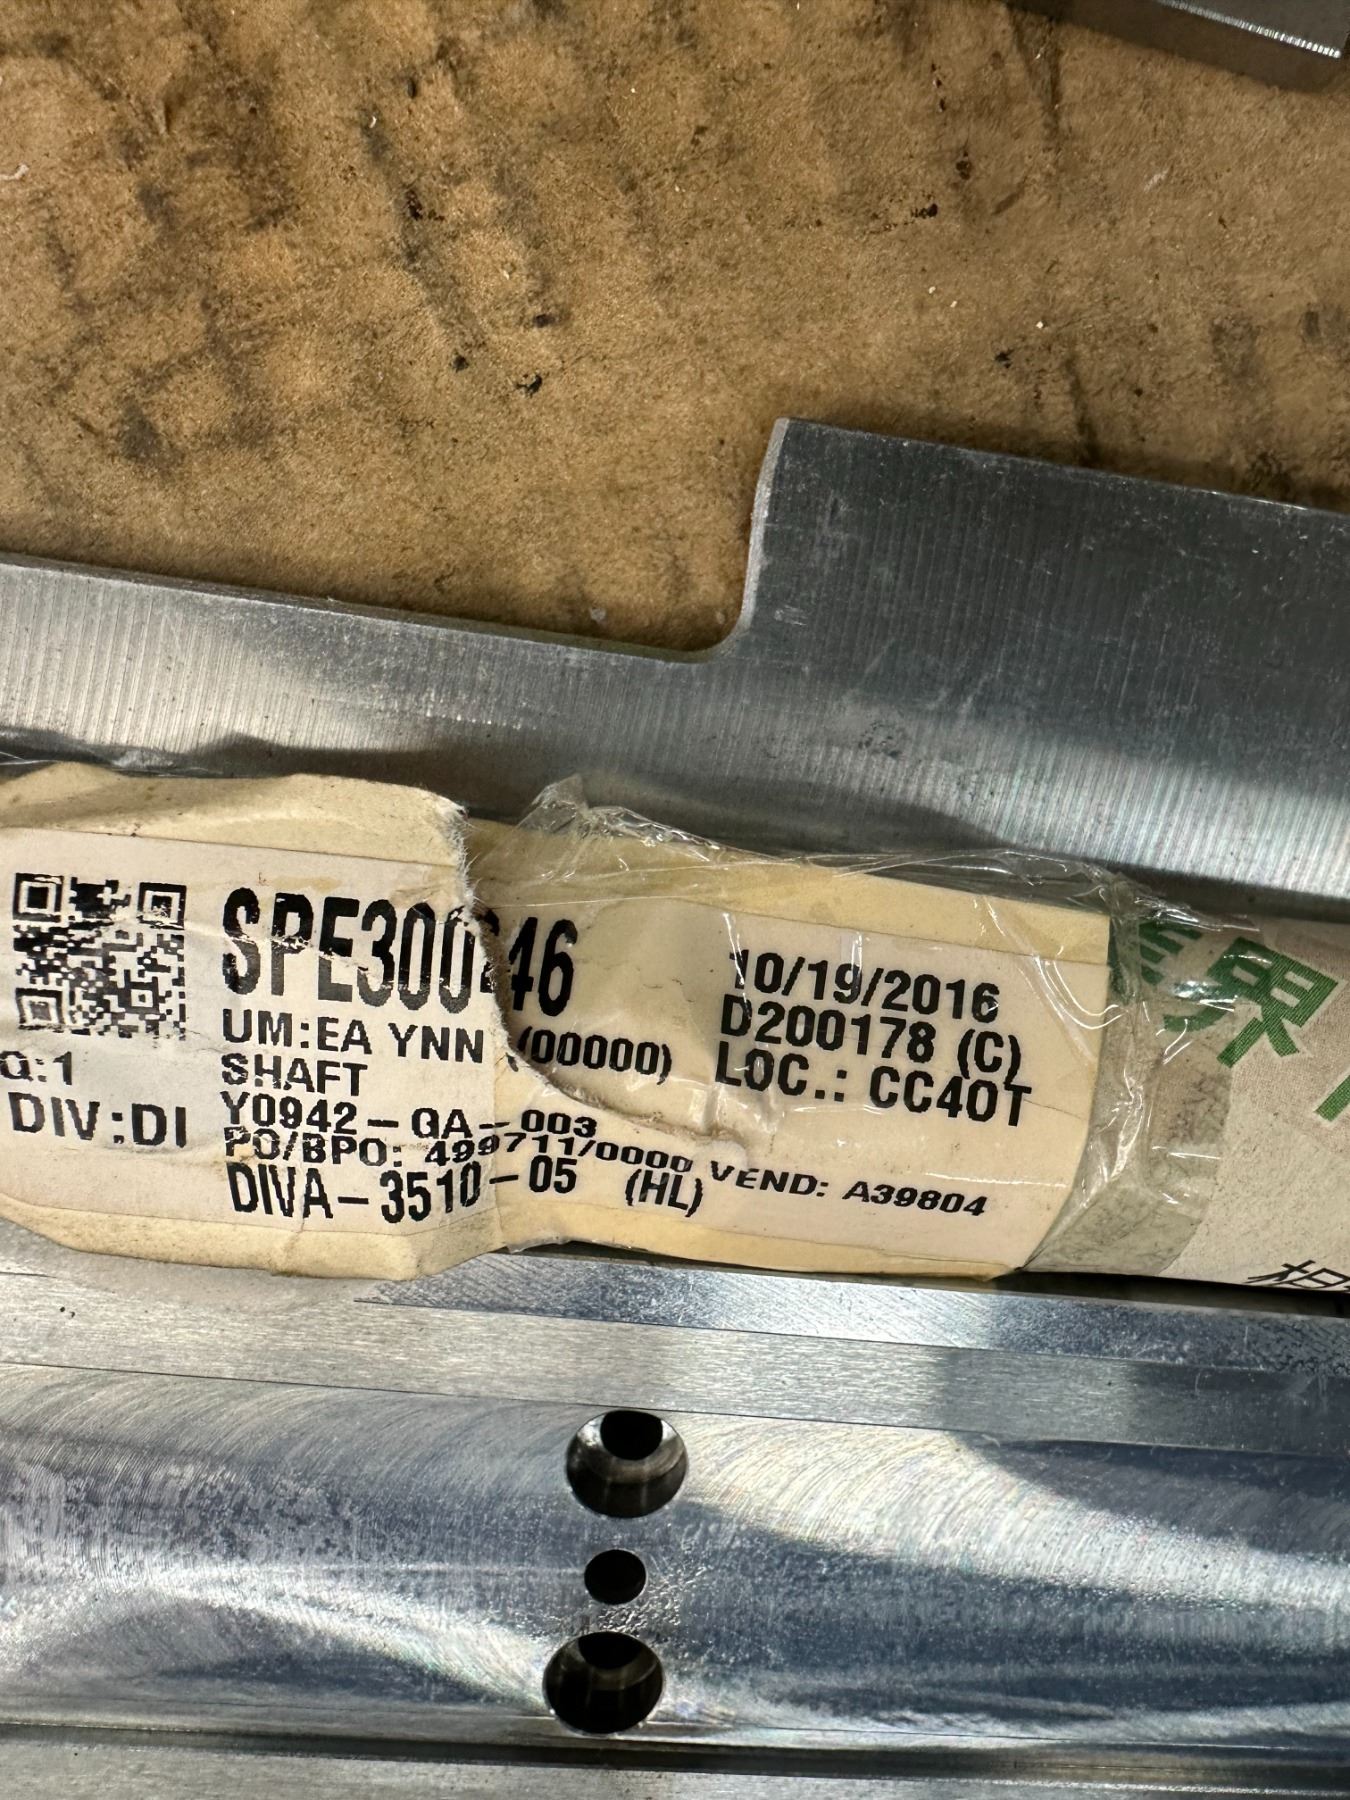 10/19/2016
D200178 (C)
UM:EA YNN (00000)
LOC.: CC40T
Q:1
SHAFT
DIV:DI
Y0942-QA-003
PO/BPO: 499711/0000 VEND: A39804
DIVA-3510-05 (HL)